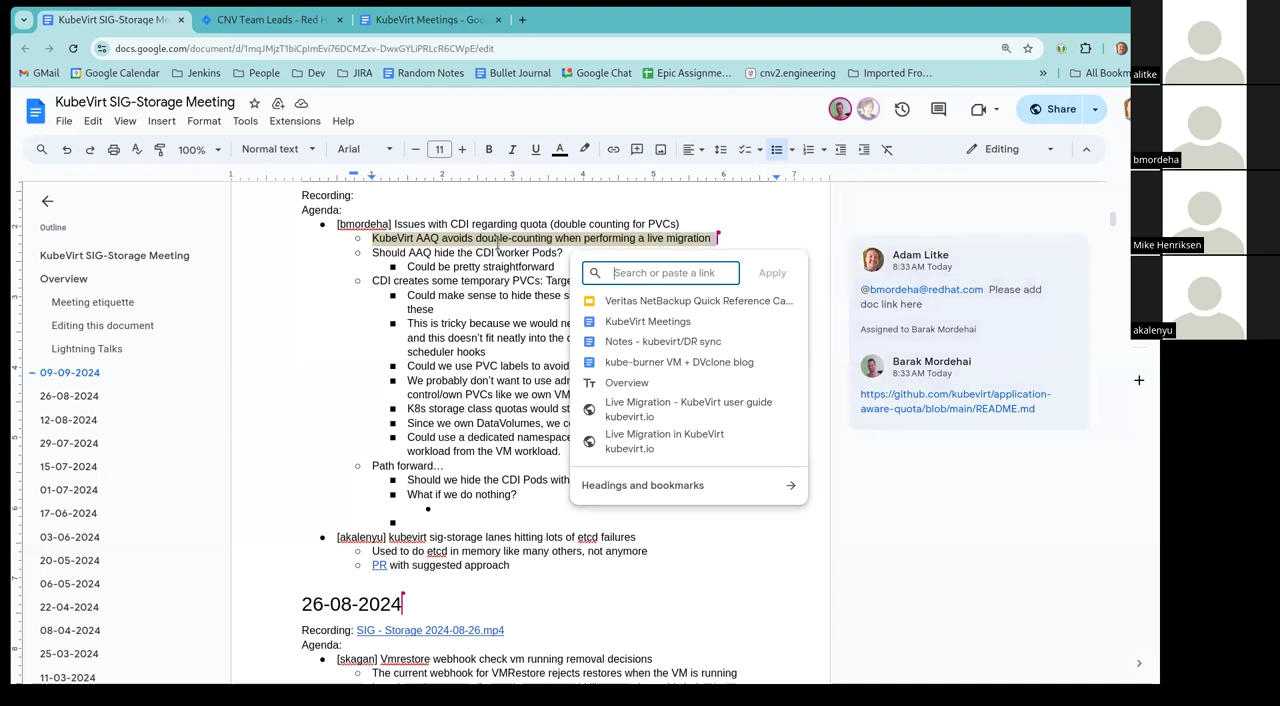 KubeVirt SIG-Storage Me
CNV Team Leads - Red H
KubeVirt Meetings - Goo
docs.google.com/document/d/1mqJMjzT1biCpImEvi76DCMZxv-DwxGYLiPRLcR6CWpE/edit
GMail
Google Calendar
Jenkins
People
Dev
JIRA
Random Notes
Bullet Journal
Google Chat
Epic Assignme...
cnv2.engineering
Imported Fro...
»
All Bookm
KubeVirt SIG-Storage Meeting
File Edit View Insert Format Tools Extensions Help
Share
100%
Normal text
Arial
11
B I U A
Editing
1 1 2 3 4 5 6 7
Outline
KubeVirt SIG-Storage Meeting
Overview
Meeting etiquette
Editing this document
Lightning Talks
09-09-2024
26-08-2024
12-08-2024
29-07-2024
15-07-2024
01-07-2024
17-06-2024
03-06-2024
20-05-2024
06-05-2024
22-04-2024
08-04-2024
25-03-2024
11-03-2024
Recording:
Agenda:
[bmordeha] Issues with CDI regarding quota (double counting for PVCs)
KubeVirt AAQ avoids double-counting when performing a live migration
Should AAQ hide the CDI worker Pods?
Could be pretty straightforward
CDI creates some temporary PVCs: Targe
Could make sense to hide these s
these
This is tricky because we would ne
and this doesn't fit neatly into the
scheduler hooks
Could we use PVC labels to avoid
We probably don't want to use adr
control/own PVCs like we own VM
K8s storage class quotas would st
Since we own DataVolumes, we c
Could use a dedicated namespace
workload from the VM workload.
Path forward…
Should we hide the CDI Pods with
What if we do nothing?
[akalenyu] kubevirt sig-storage lanes hitting lots of etcd failures
Used to do etcd in memory like many others, not anymore
PR with suggested approach
26-08-2024
Recording: SIG - Storage 2024-08-26.mp4
Agenda:
[skagan] Vmrestore webhook check vm running removal decisions
The current webhook for VMRestore rejects restores when the VM is running
Search or paste a link
Apply
Veritas NetBackup Quick Reference Ca...
KubeVirt Meetings
Notes - kubevirt/DR sync
kube-burner VM + DVclone blog
Tт Overview
Live Migration - KubeVirt user guide
kubevirt.io
Live Migration in KubeVirt
kubevirt.io
Headings and bookmarks
Adam Litke
8:33 AM Today
@bmordeha@redhat.com Please add
doc link here
Assigned to Barak Mordehai
Barak Mordehai
8:33 AM Today
https://github.com/kubevirt/application-
aware-quota/blob/main/README.md
alitke
bmordeha
Mike Henriksen
akalenyu